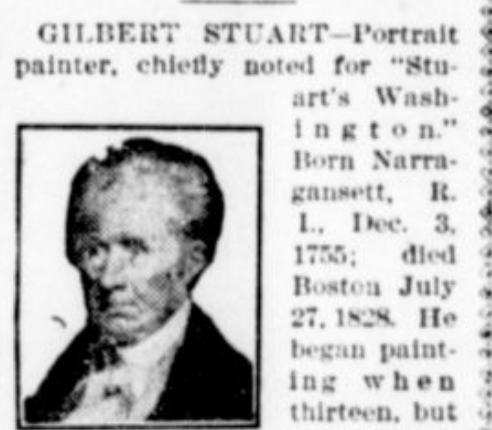 GILBERT STUART—Portrait
painter, chiefly noted for "Stu-
art's Wash-
ington."
Born Narra-
gansett, R.
I., Dec. 3,
1755; died
Boston July
27, 1828. He
began paint-
ing when
thirteen, but